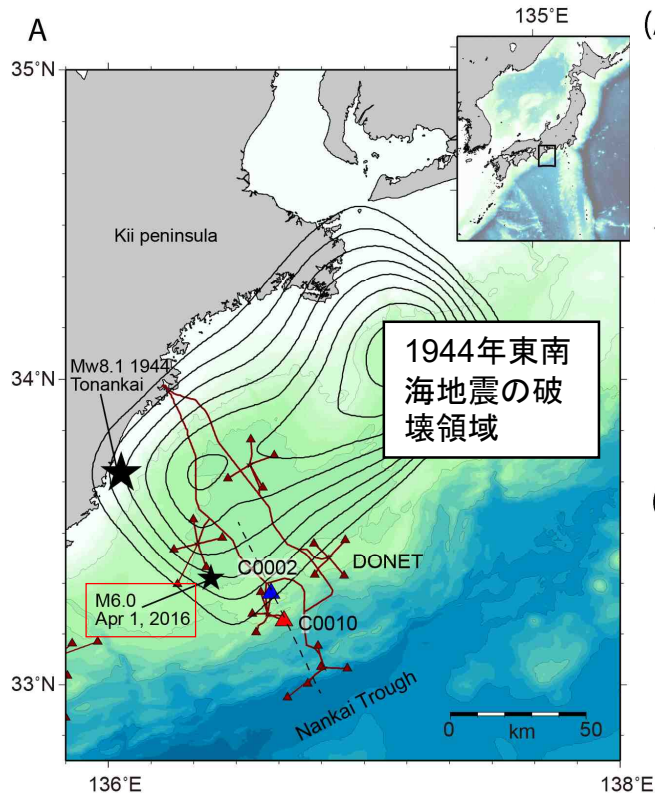 A
135˚E
(
35˚N
Kii peninsula
34˚N
Mw8.1 1944
Tonankai
1944年東南
海地震の破
壊領域
C0002
DONET
M6.0
Apr 1, 2016
C0010
33˚N
Nankai Trough
0
50
km
136˚E
138˚E
(